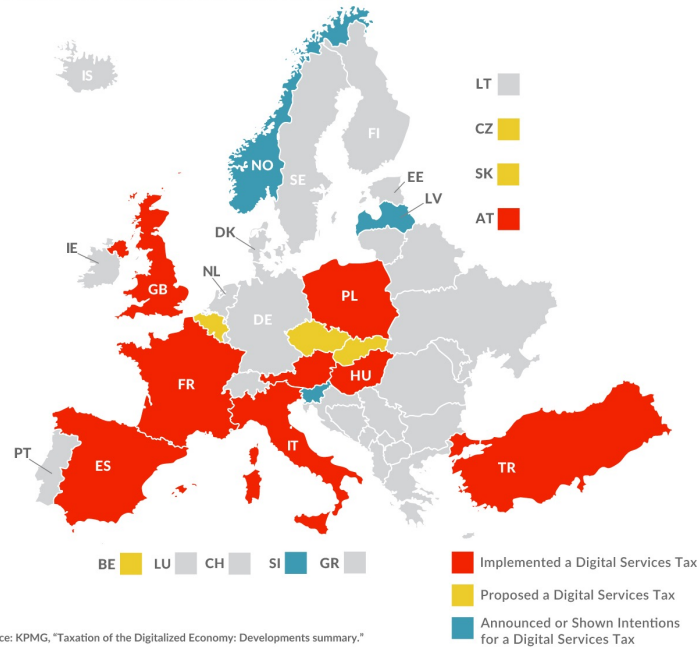 IS
LT
CZ
FI
NO
SK
SE
EE
LV
AT
DK
IE
NL
GB
PL
DE
FR
HU
IT
PT
ES
TR
BE
LU
CH
SI
GR
Implemented a Digital Services Tax
Proposed a Digital Services Tax
Announced or Shown Intentions
for a Digital Services Tax
ce: KPMG, “Taxation of the Digitalized Economy: Developments summary.”